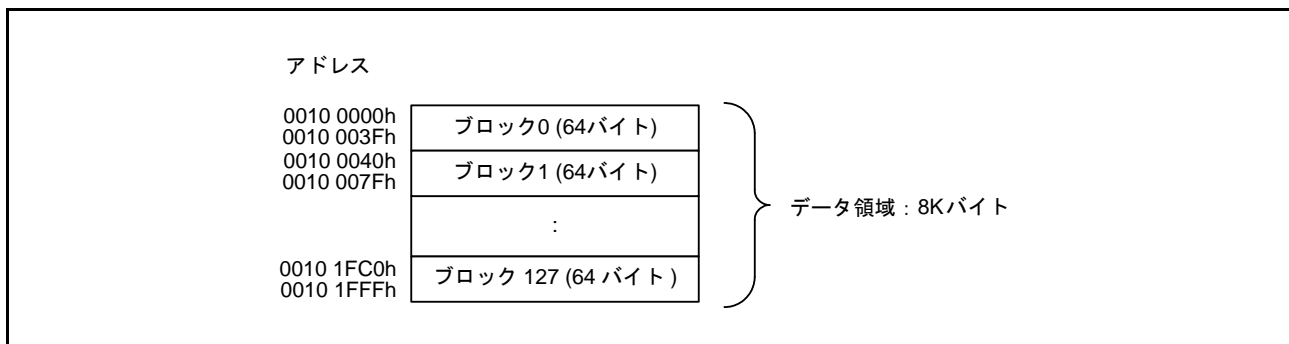 アドレス
0010 0000h
0010 003Fh
ブロック0 (64バイト)
0010 0040h
0010 007Fh
ブロック1 (64バイト)
:
データ領域：8Kバイト
0010 1FC0h
0010 1FFFh
ブロック 127 (64 バイト )